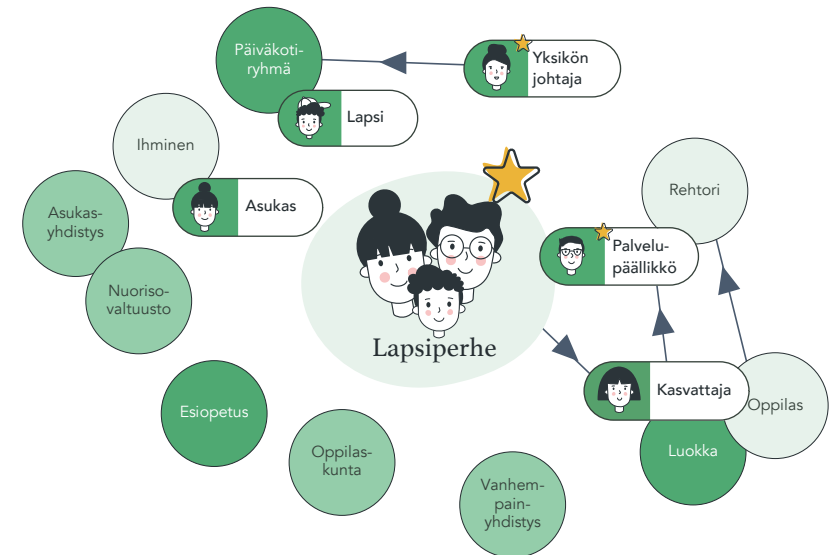 Päiväkoti-
ryhmä
Yksikön
johtaja
Lapsi
Ihminen
Rehtori
Asukas
Asukas-
yhdistys
Palvelu-
päällikkö
Nuoriso-
valtuusto
Lapsiperhe
Kasvattaja
Oppilas
Esiopetus
Oppilas-
kunta
Luokka
Vanhem-
pain-
yhdistys